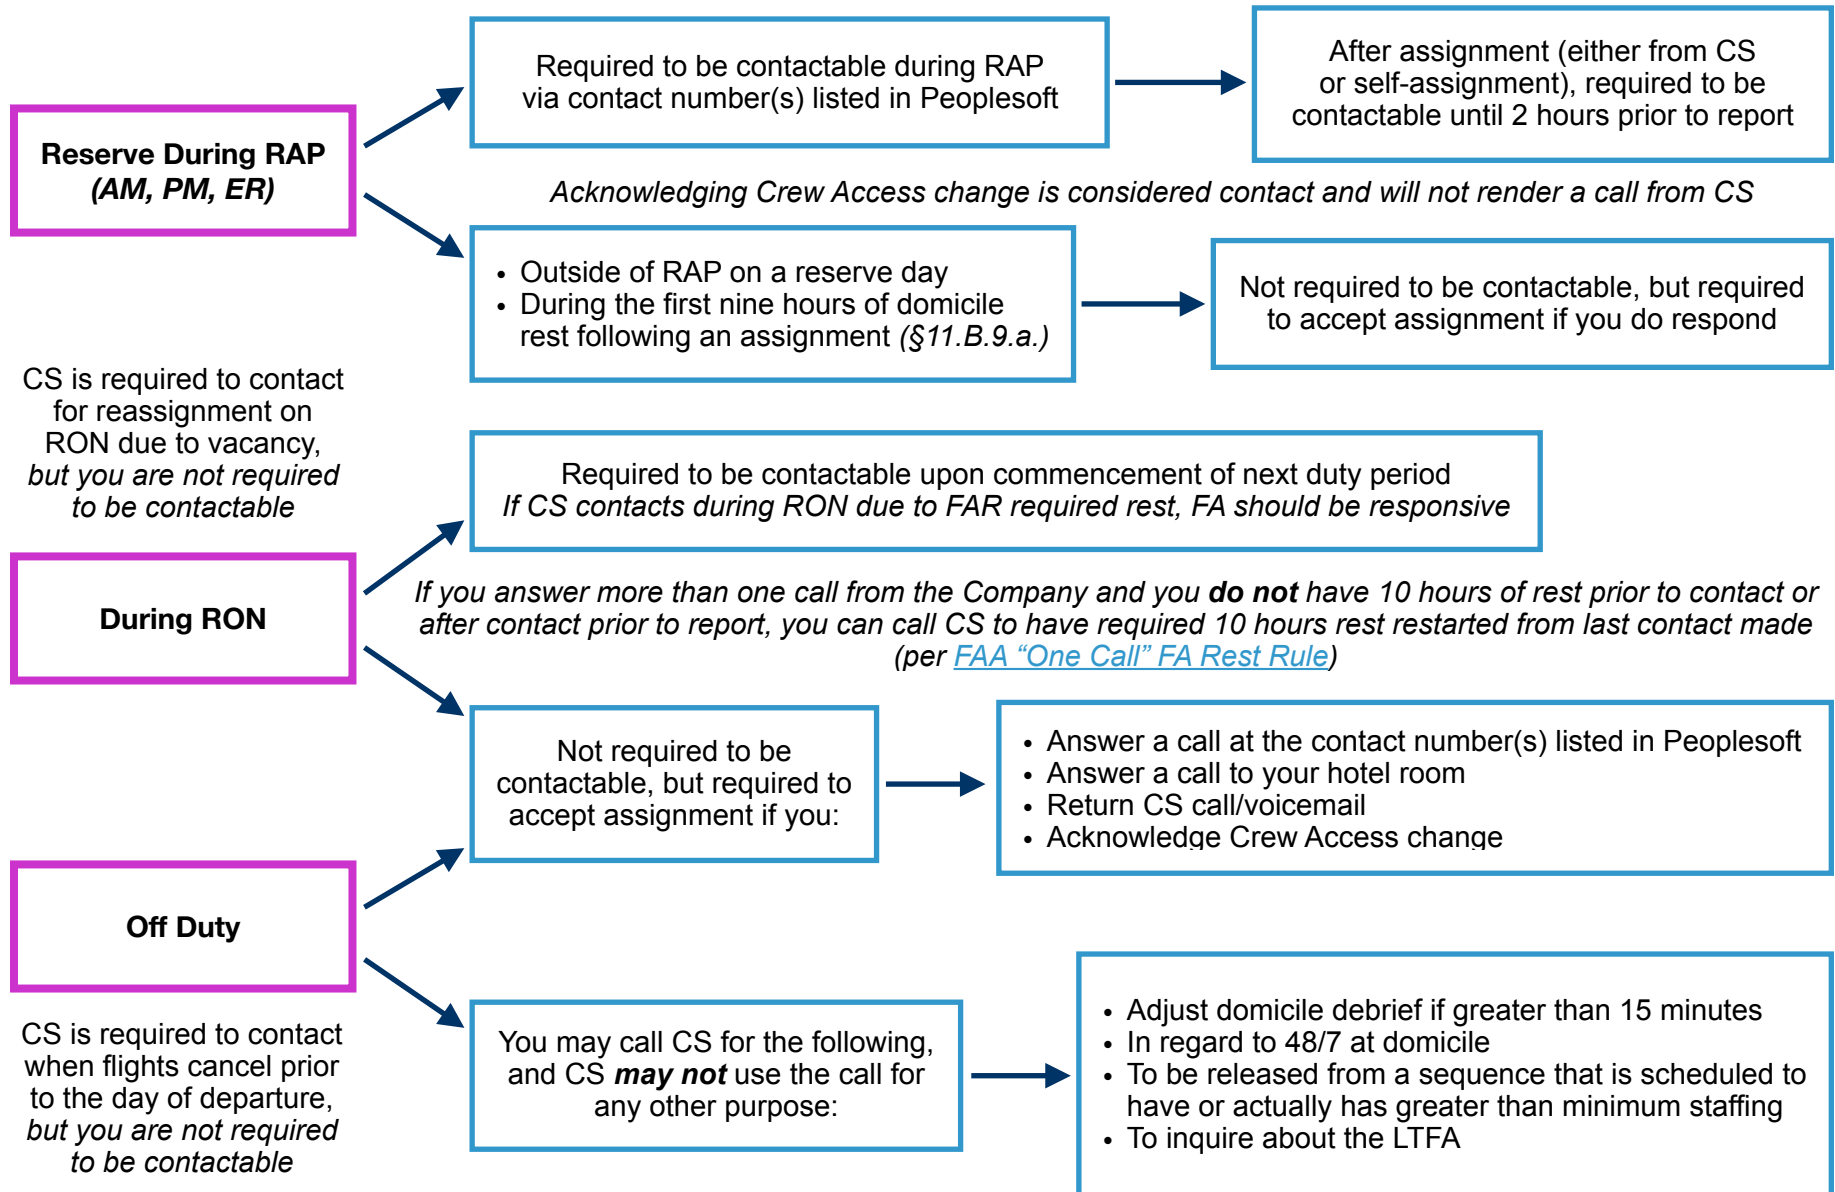 Required to be contactable during RAP
via contact number(s) listed in Peoplesoft
After assignment (either from CS
or self-assignment), required to be
contactable until 2 hours prior to report
Reserve During RAP
(AM, PM, ER)
Acknowledging Crew Access change is considered contact and will not render a call from CS
• Outside of RAP on a reserve day
• During the first nine hours of domicile
rest following an assignment (§11.B.9.a.)
Not required to be contactable, but required
to accept assignment if you do respond
CS is required to contact
for reassignment on
RON due to vacancy,
but you are not required
to be contactable
Required to be contactable upon commencement of next duty period
If CS contacts during RON due to FAR required rest, FA should be responsive
During RON
If you answer more than one call from the Company and you do not have 10 hours of rest prior to contact or
after contact prior to report, you can call CS to have required 10 hours rest restarted from last contact made
(per FAA “One Call” FA Rest Rule)
Not required to be
contactable, but required to
accept assignment if you:
• Answer a call at the contact number(s) listed in Peoplesoft
• Answer a call to your hotel room
• Return CS call/voicemail
• Acknowledge Crew Access change
Off Duty
CS is required to contact
when flights cancel prior
to the day of departure,
but you are not required
to be contactable
You may call CS for the following,
and CS may not use the call for
any other purpose:
• Adjust domicile debrief if greater than 15 minutes
• In regard to 48/7 at domicile
• To be released from a sequence that is scheduled to
have or actually has greater than minimum staffing
• To inquire about the LTFA